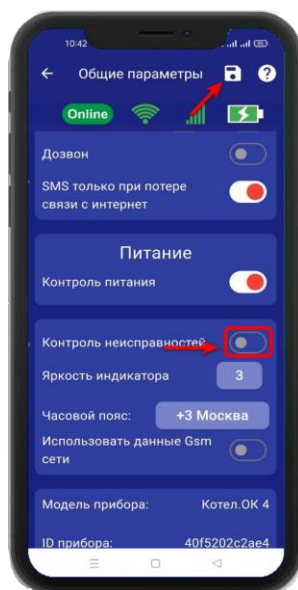 10:42
Общие параметры
Online
Дозвон
SMS только при потере
связи с интернет
Питание
Контроль питания
Контроль неисправностей
Яркость индикатора
3
Часовой пояс:
+3 Москва
Использовать данные Gsm
сети
Модель прибора:
Котел.ОК 4
ID прибора:
40f5202c2ae4